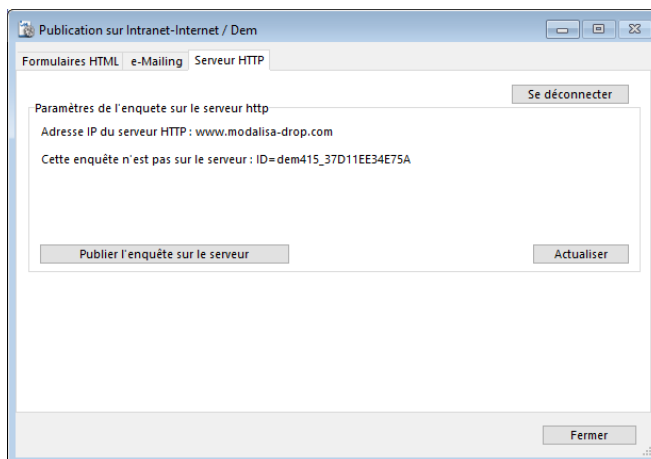 Publication sur Intranet-Internet / Dem
Formulaires HTML e-Mailing Serveur HTTP
Se déconnecter
Paramètres de l'enquete sur le serveur http
Adresse IP du serveur HTTP : www.modalisa-drop.com
Cette enquête n'est pas sur le serveur : ID=dem415_37D11EE34E75A
Publier l'enquête sur le serveur
Actualiser
Fermer